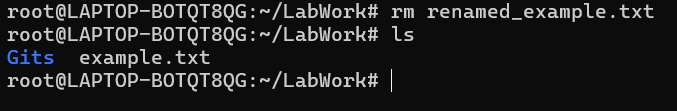 root@LAPTOP-BOTQT8QG:~/LabWork# rm renamed_example.txt
root@LAPTOP-BOTQT8QG:~/LabWork# ls
Gits  example.txt
root@LAPTOP-BOTQT8QG:~/LabWork#